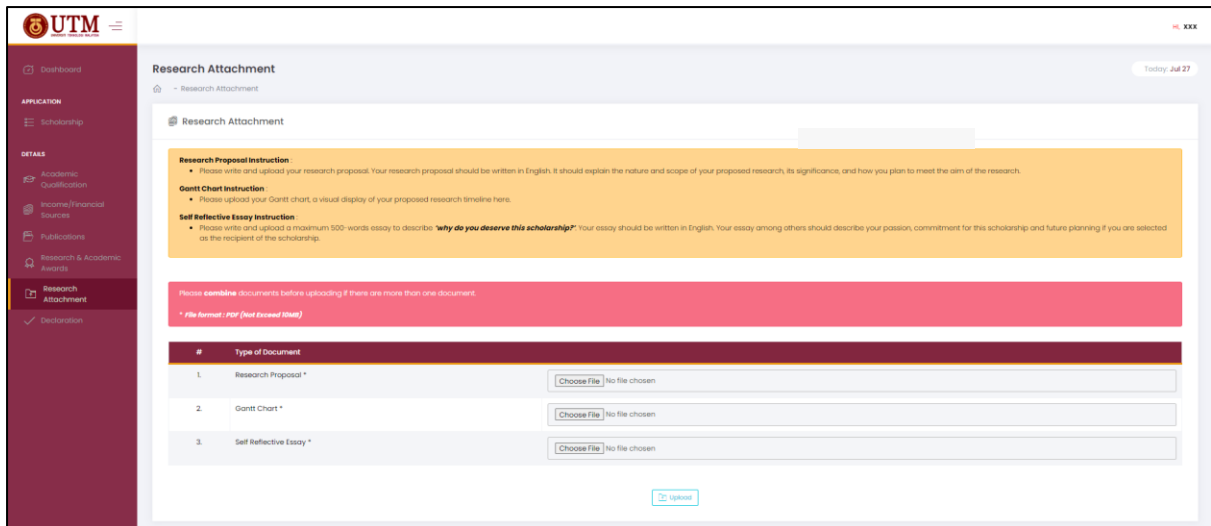 UTM
HI, XXX
Dashboard
APPLICATION
Scholarship
DETAILS
Academic
Qualification
Income/Financial
Sources
Publications
Research & Academic
Awards
Research
Attachment
Declaration
Research Attachment
Today: Jul 27
- Research Attachment
Research Attachment
Research Proposal Instruction :
• Please write and upload your research proposal. Your research proposal should be written in English. It should explain the nature and scope of your proposed research, its significance, and how you plan to meet the aim of the research.
Gantt Chart Instruction :
• Please upload your Gantt chart, a visual display of your proposed research timeline here.
Self Reflective Essay Instruction :
• Please write and upload a maximum 500-words essay to describe "why do you deserve this scholarship?". Your essay should be written in English. Your essay among others should describe your passion, commitment for this scholarship and future planning if you are selected
as the recipient of the scholarship.
Please combine documents before uploading if there are more than one document.
* File format : PDF (Not Exceed 10MB)
# Type of Document
1. Research Proposal * Choose File No file chosen
2. Gantt Chart * Choose File No file chosen
3. Self Reflective Essay * Choose File No file chosen
Upload